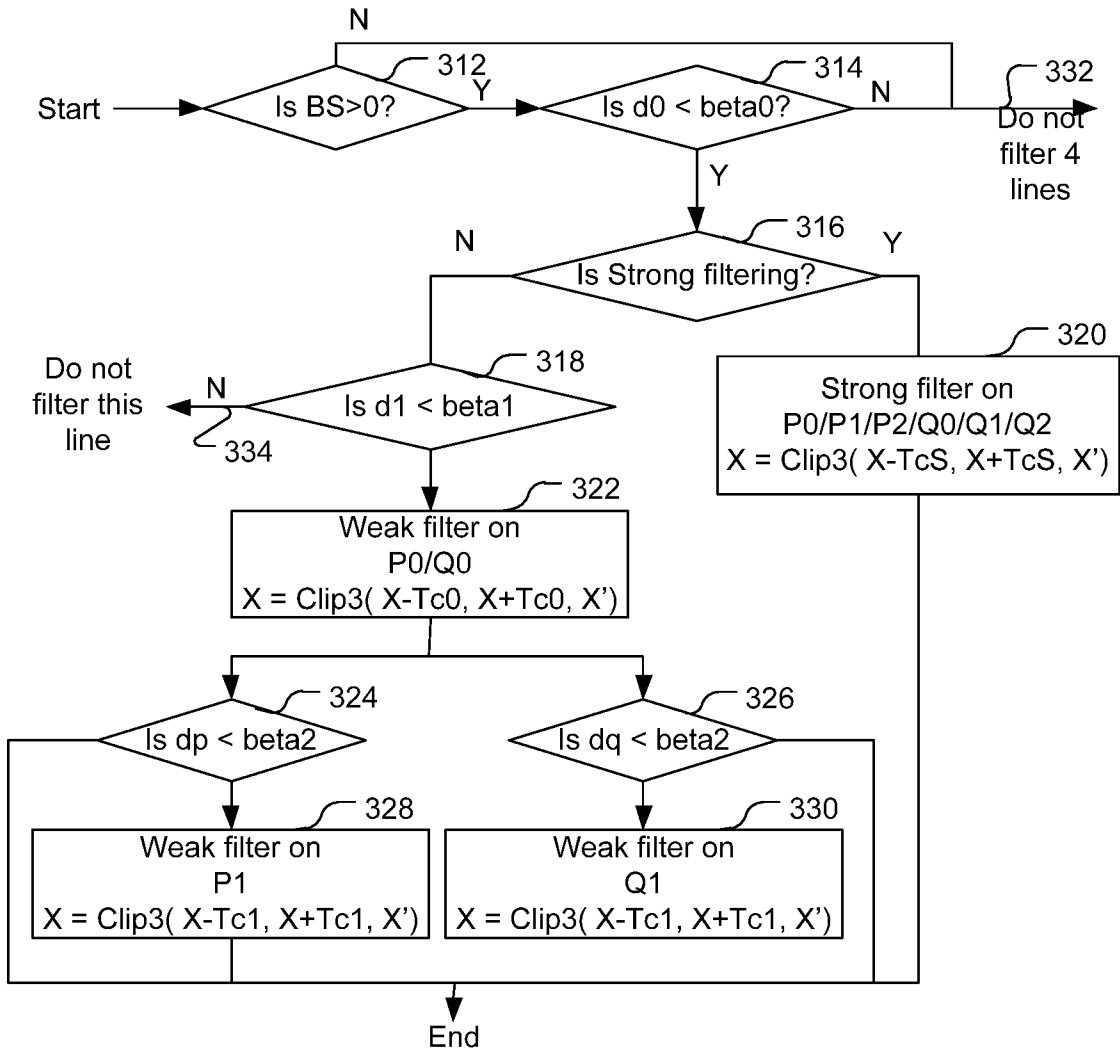 N
312
314
332
Start
Is BS>0?
Y
Is d0 < beta0?
N
Do not
filter 4
lines
Y
316
N
Y
Is Strong filtering?
320
318
Do not
filter this
line
N
334
Is d1 < beta1
Strong filter on
P0/P1/P2/Q0/Q1/Q2
X = Clip3( X-TcS, X+TcS, X’)
322
Weak filter on
P0/Q0
X = Clip3( X-Tc0, X+Tc0, X’)
324
326
Is dp < beta2
Is dq < beta2
328
330
Weak filter on
P1
X = Clip3( X-Tc1, X+Tc1, X’)
Weak filter on
Q1
X = Clip3( X-Tc1, X+Tc1, X’)
End